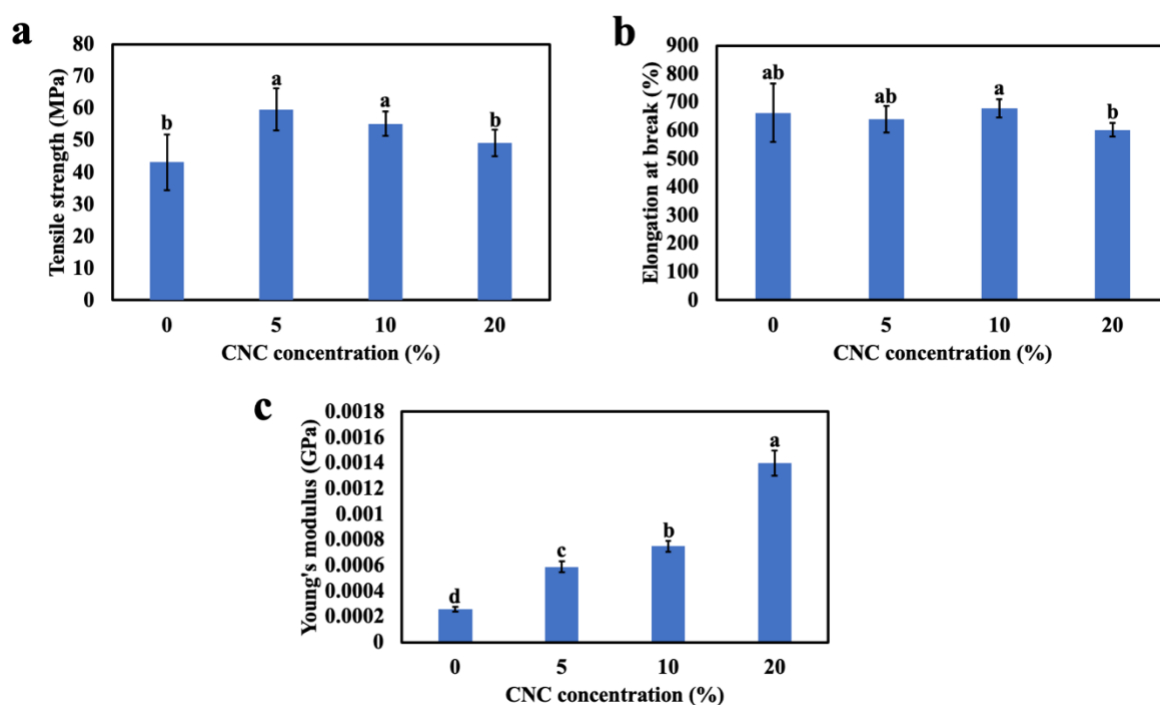 a
Tensile strength (MPa)
80
70
60
50
40
30
20
10
0
b
a
a
b
0 5 10 20
CNC concentration (%)
b
Elongation at break (%)
900
800
700
600
500
400
300
200
100
0
ab
ab
a
b
0 5 10 20
CNC concentration (%)
c
Young's modulus (GPa)
0.0018
0.0016
0.0014
0.0012
0.001
0.0008
0.0006
0.0004
0.0002
0
d
c
b
a
0 5 10 20
CNC concentration (%)